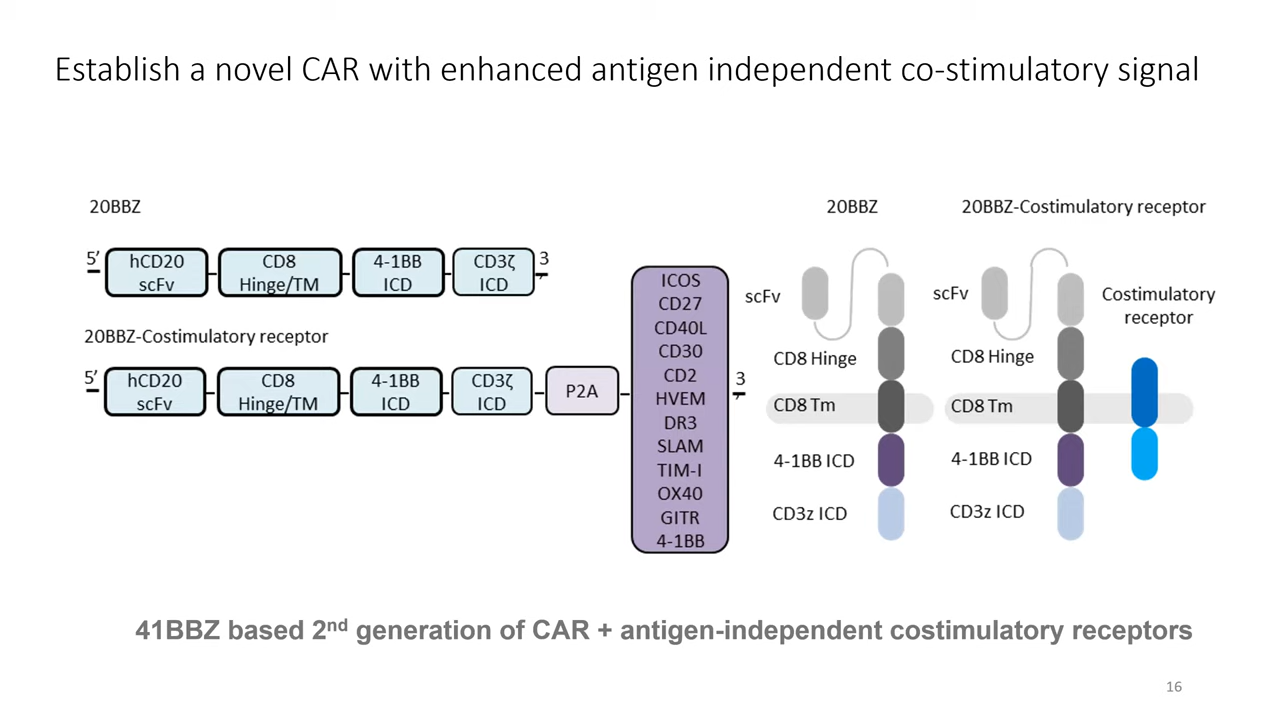 Establish a novel CAR with enhanced antigen independent co-stimulatory signal
20BBZ
5’
hCD20
scFv
CD8
Hinge/TM
4-1BB
ICD
CD3ζ
ICD
3
’
20BBZ-Costimulatory receptor
5’
hCD20
scFv
CD8
Hinge/TM
4-1BB
ICD
CD3ζ
ICD
P2A
ICOS
CD27
CD40L
CD30
CD2
HVEM
DR3
SLAM
TIM-I
OX40
GITR
4-1BB
3
’
20BBZ
scFv
CD8 Hinge
CD8 Tm
4-1BB ICD
CD3z ICD
20BBZ-Costimulatory receptor
scFv
CD8 Hinge
CD8 Tm
4-1BB ICD
CD3z ICD
Costimulatory
receptor
41BBZ based 2nd generation of CAR + antigen-independent costimulatory receptors
16